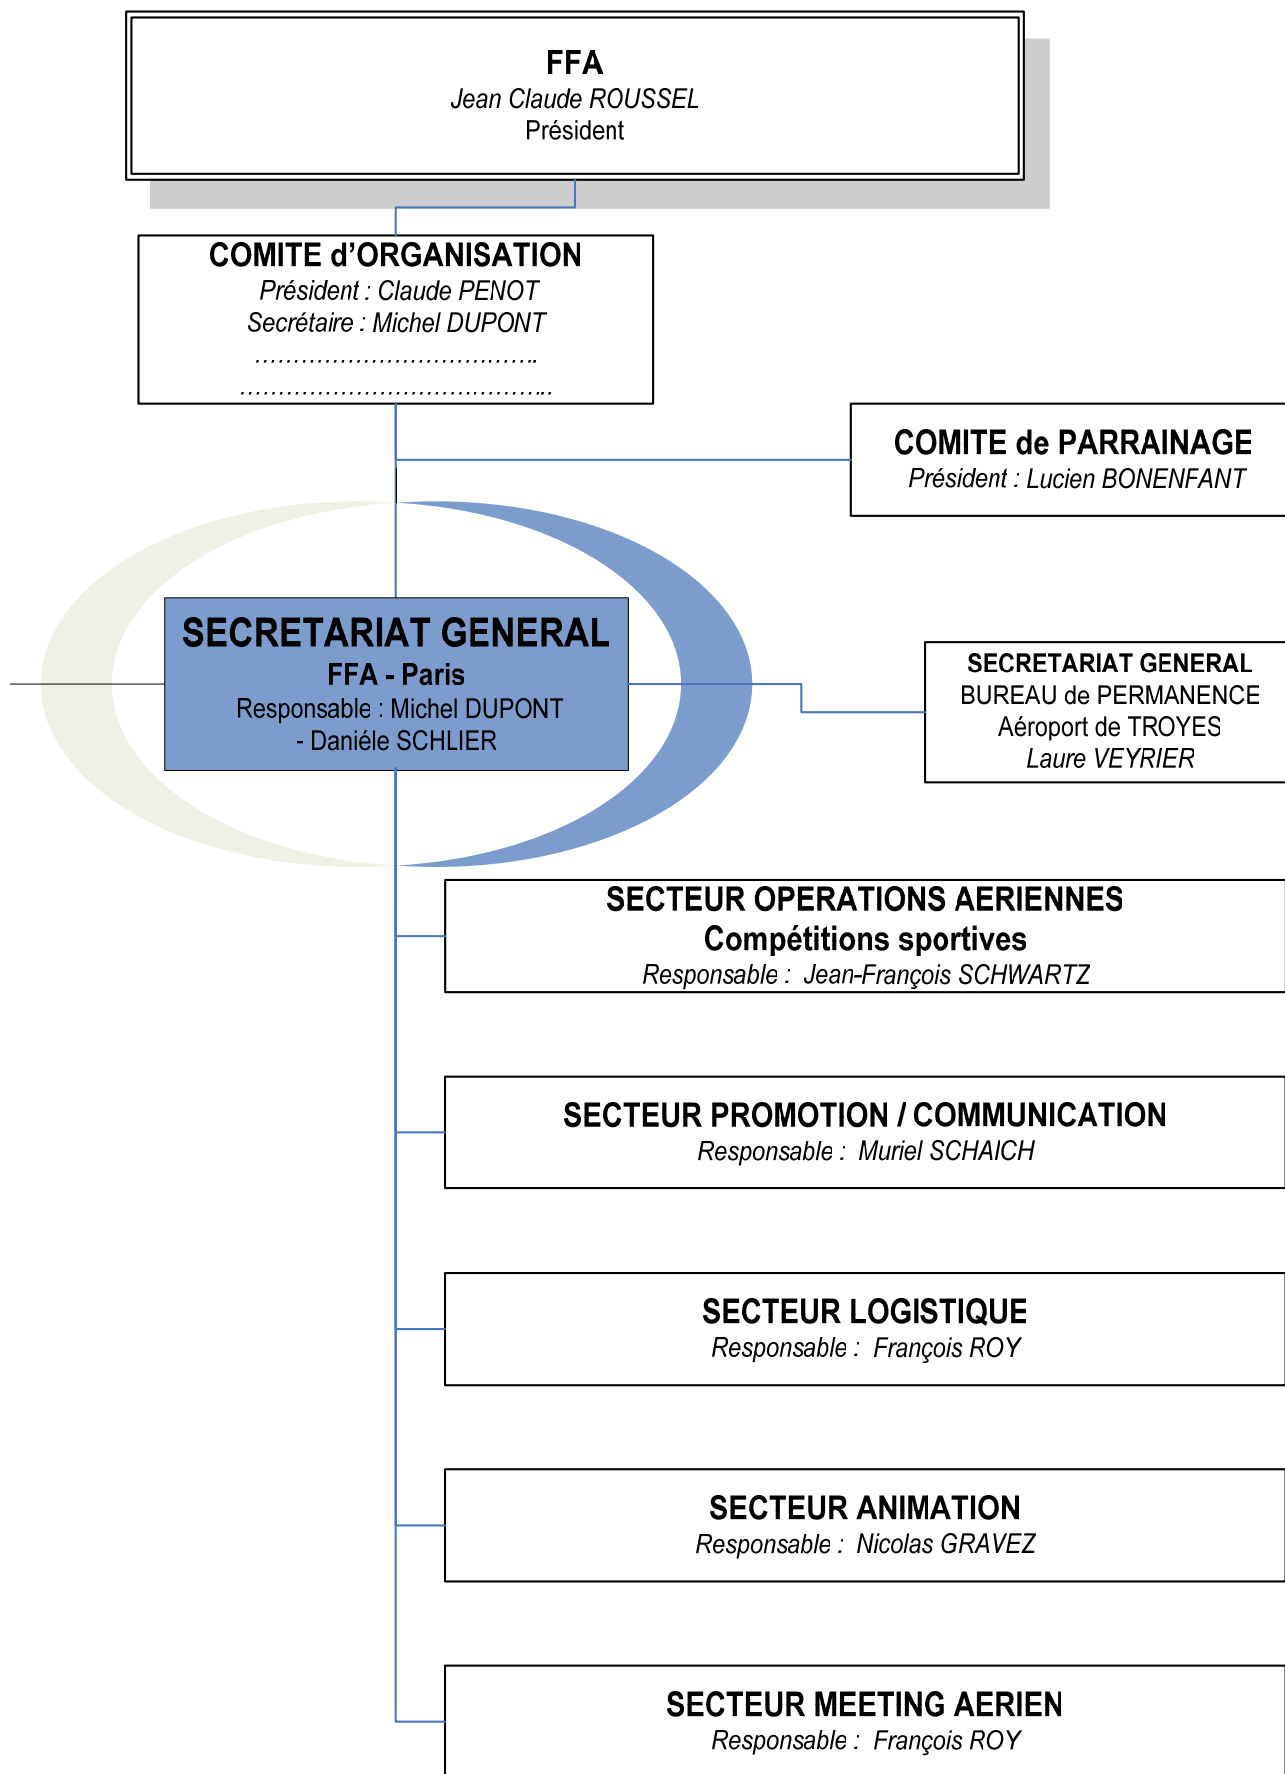 FFA
Jean Claude ROUSSEL
Président
COMITE d’ORGANISATION
Président : Claude PENOT
Secrétaire : Michel DUPONT
…………………………………..
……………………………………..
COMITE de PARRAINAGE
Président : Lucien BONENFANT
SECRETARIAT GENERAL
FFA - Paris
Responsable : Michel DUPONT
- Daniéle SCHLIER
SECRETARIAT GENERAL
BUREAU de PERMANENCE
Aéroport de TROYES
Laure VEYRIER
SECTEUR OPERATIONS AERIENNES
Compétitions sportives
Responsable : Jean-François SCHWARTZ
SECTEUR PROMOTION / COMMUNICATION
Responsable : Muriel SCHAICH
SECTEUR LOGISTIQUE
Responsable : François ROY
SECTEUR ANIMATION
Responsable : Nicolas GRAVEZ
SECTEUR MEETING AERIEN
Responsable : François ROY